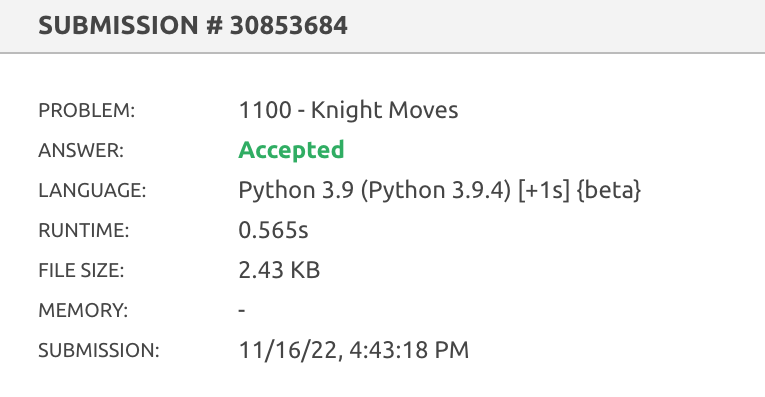 SUBMISSION # 30853684
PROBLEM: 1100 - Knight Moves
ANSWER: Accepted
LANGUAGE: Python 3.9 (Python 3.9.4) [+1s] {beta}
RUNTIME: 0.565s
FILE SIZE: 2.43 KB
MEMORY: -
SUBMISSION: 11/16/22, 4:43:18 PM